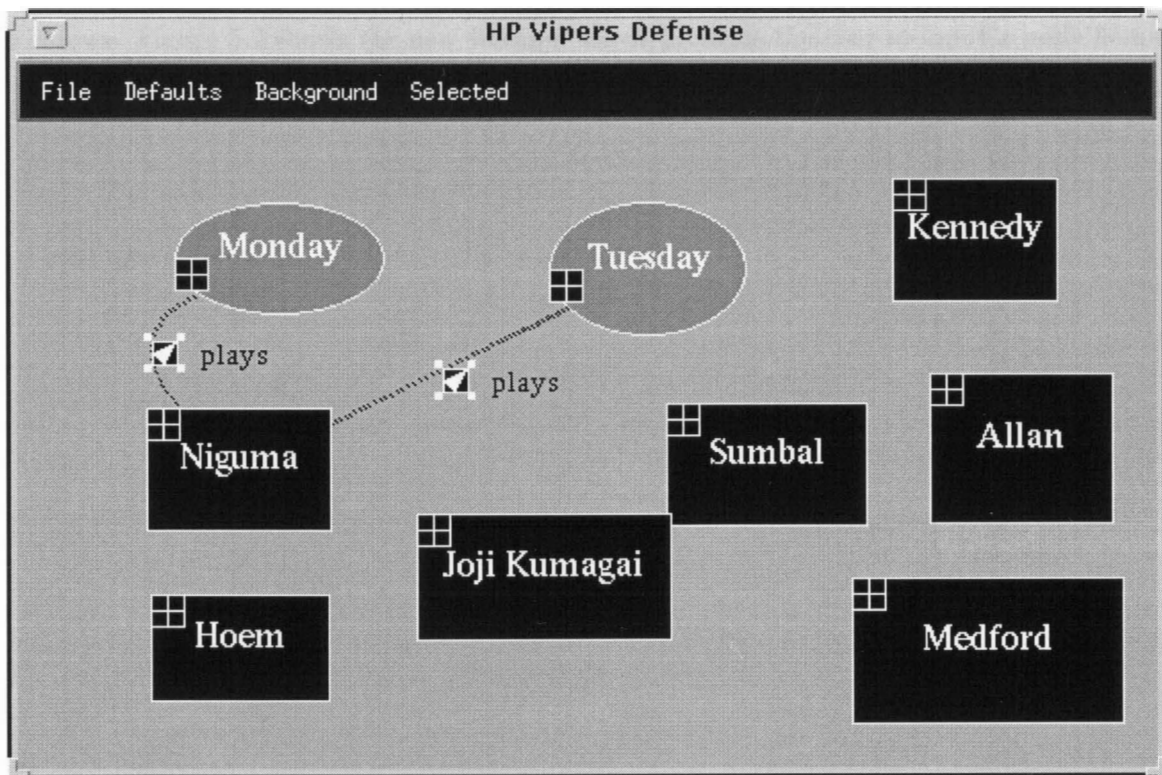 HP Vipers Defense
File Defaults Background Selected
Monday
Tuesday
Kennedy
plays
plays
Niguma
Sumbal
Allan
Joji Kumagai
Hoem
Medford